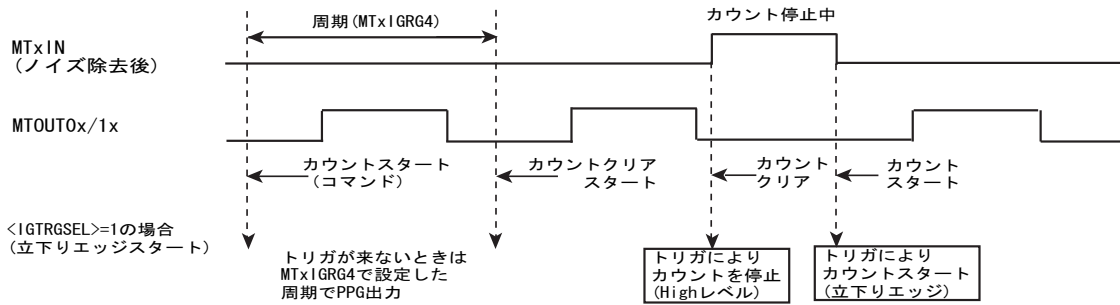 周期(MTxIGRG4)
カウント停止中
MTxIN
(ノイズ除去後)
MTOUT0x/1x
カウントスタート
(コマンド)
カウントクリア
スタート
カウント
クリア
カウント
スタート
<IGTRGSEL>=1の場合
(立下りエッジスタート)
トリガが来ないときは
MTxIGRG4で設定した
周期でPPG出力
トリガにより
カウントを停止
(Highレベル)
トリガにより
カウントスタート
(立下りエッジ)